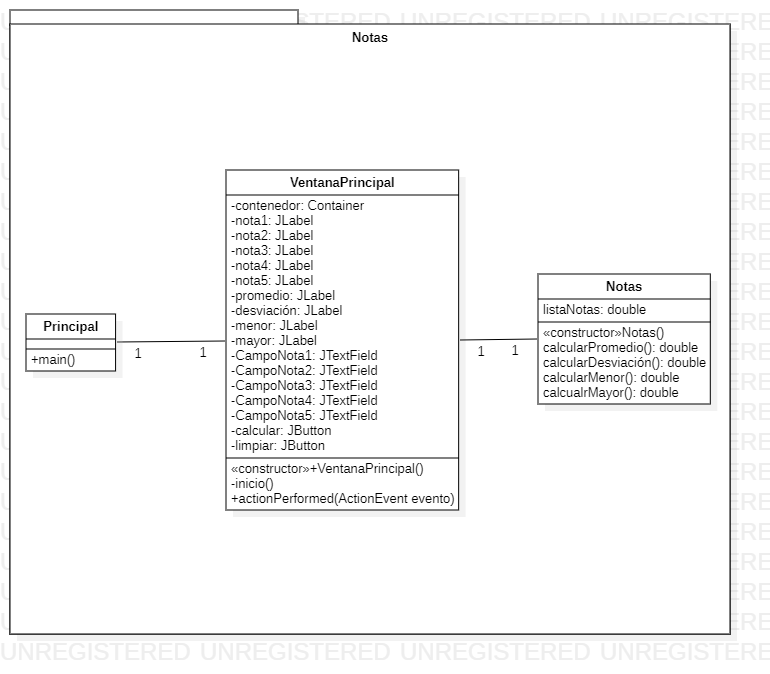 Notas
VentanaPrincipal
-contenedor: Container
-nota1: JLabel
-nota2: JLabel
-nota3: JLabel
-nota4: JLabel
-nota5: JLabel
-promedio: JLabel
-desviación: JLabel
-menor: JLabel
-mayor: JLabel
-CampoNota1: JTextField
-CampoNota2: JTextField
-CampoNota3: JTextField
-CampoNota4: JTextField
-CampoNota5: JTextField
-calcular: JButton
-limpiar: JButton
«constructor»+VentanaPrincipal()
-inicio()
+actionPerformed(ActionEvent evento)
Principal
+main()
1
1
1
1
Notas
listaNotas: double
«constructor»Notas()
calcularPromedio(): double
calcularDesviación(): double
calcularMenor(): double
calcualrMayor(): double
UNREGISTERED UNREGISTERED UNREGISTERED